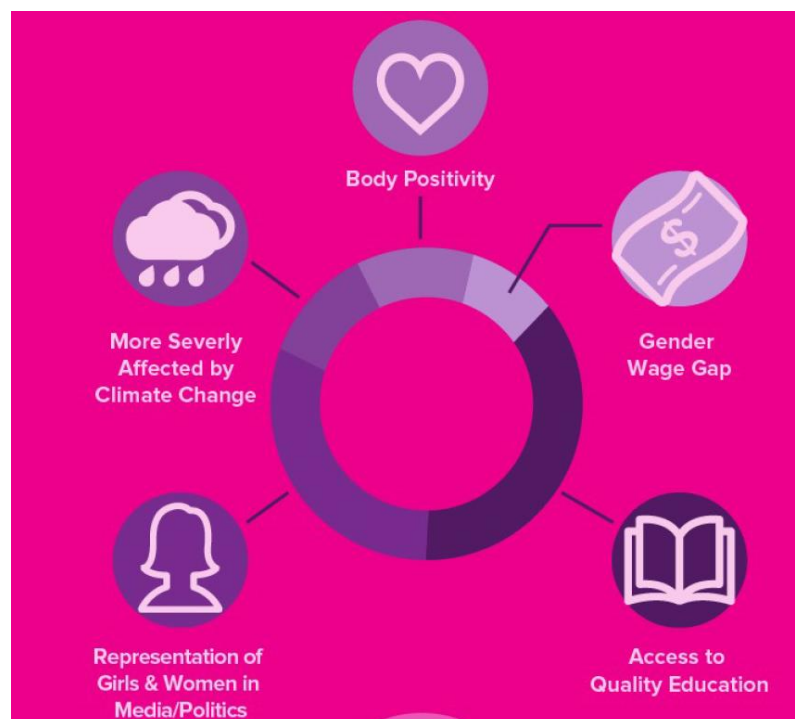 Body Positivity
More Severly
Affected by
Climate Change
$
Gender
Wage Gap
Representation of
Girls & Women in
Media/Politics
Access to
Quality Education